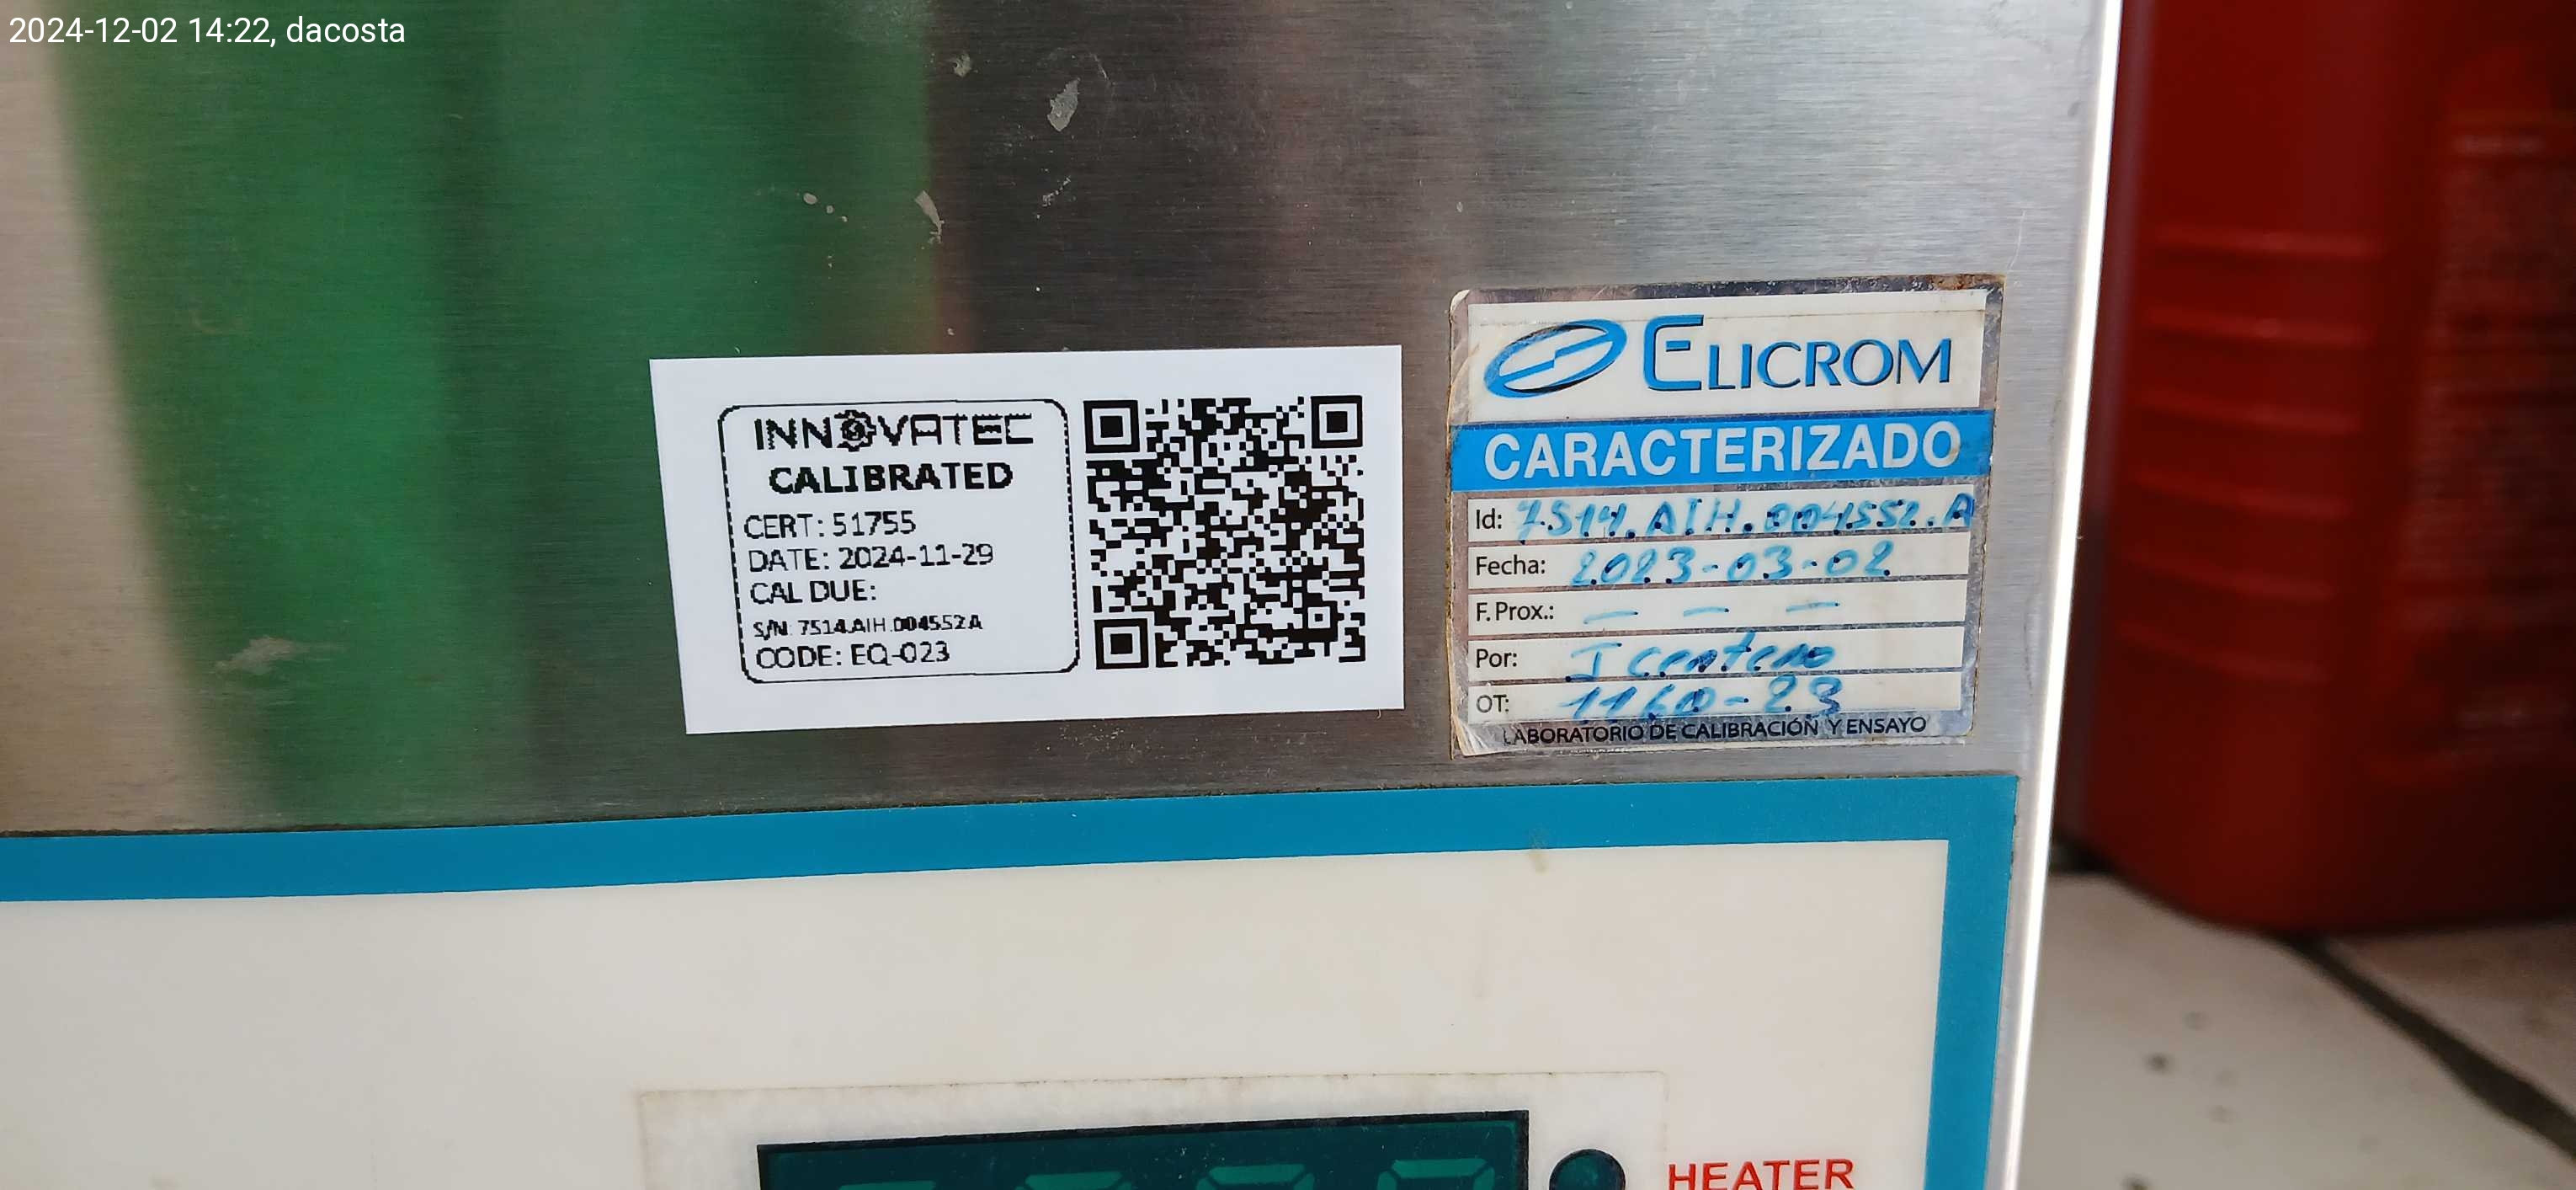 2024-12-02 14:22, dacosta
INNOVATEC
CALIBRATED
CERT: 51755
DATE: 2024-11-29
CAL DUE:
S/N: 7514.AIH.004552A
CODE: EQ-023
ELICROM
CARACTERIZADO
Id: 7514.AIH.004552.A
Fecha: 2023-03-02
F. Prox.: — — —
Por: I centeno
OT: 1160-23
LABORATORIO DE CALIBRACIÓN Y ENSAYO
HEATER